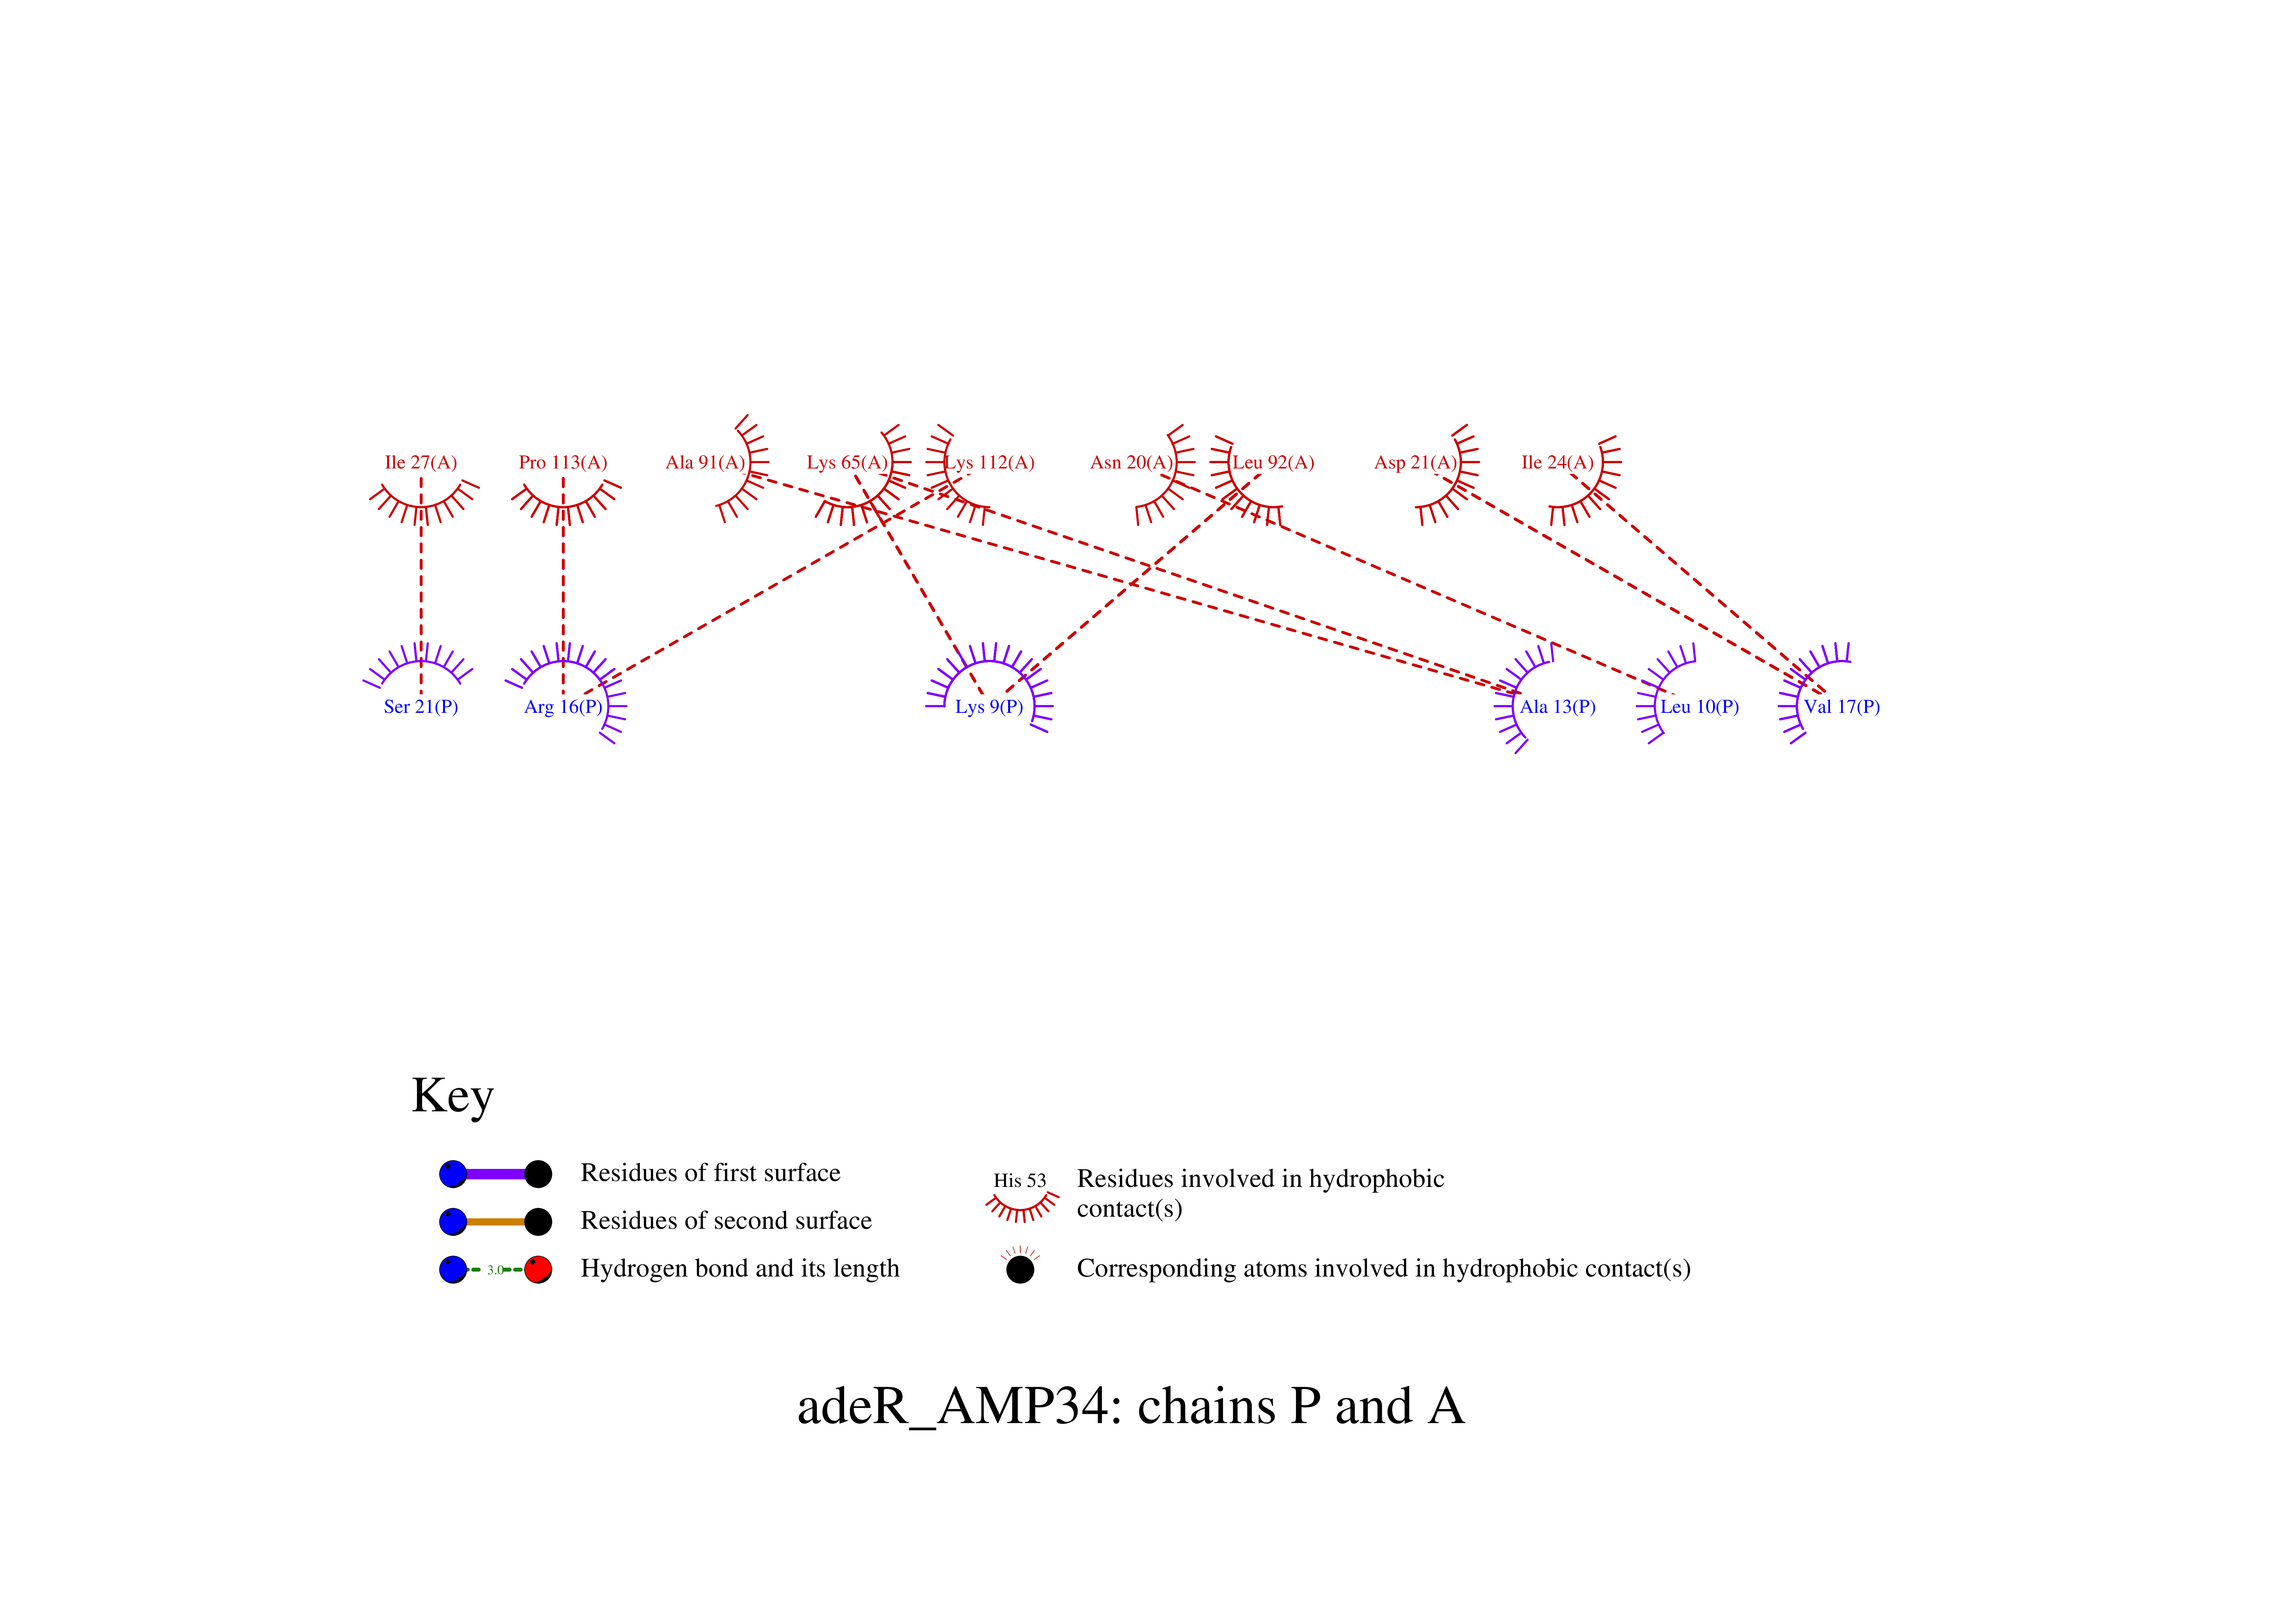 Ile 27(A) Pro 113(A) Ala 91(A) Lys 65(A) Lys 112(A) Asn 20(A) Leu 92(A) Asp 21(A) Ile 24(A)
Ser 21(P) Arg 16(P) Lys 9(P) Ala 13(P) Leu 10(P) Val 17(P)
Key
Residues of first surface
Residues of second surface
3.0 Hydrogen bond and its length
His 53 Residues involved in hydrophobic
contact(s)
Corresponding atoms involved in hydrophobic contact(s)
adeR_AMP34: chains P and A